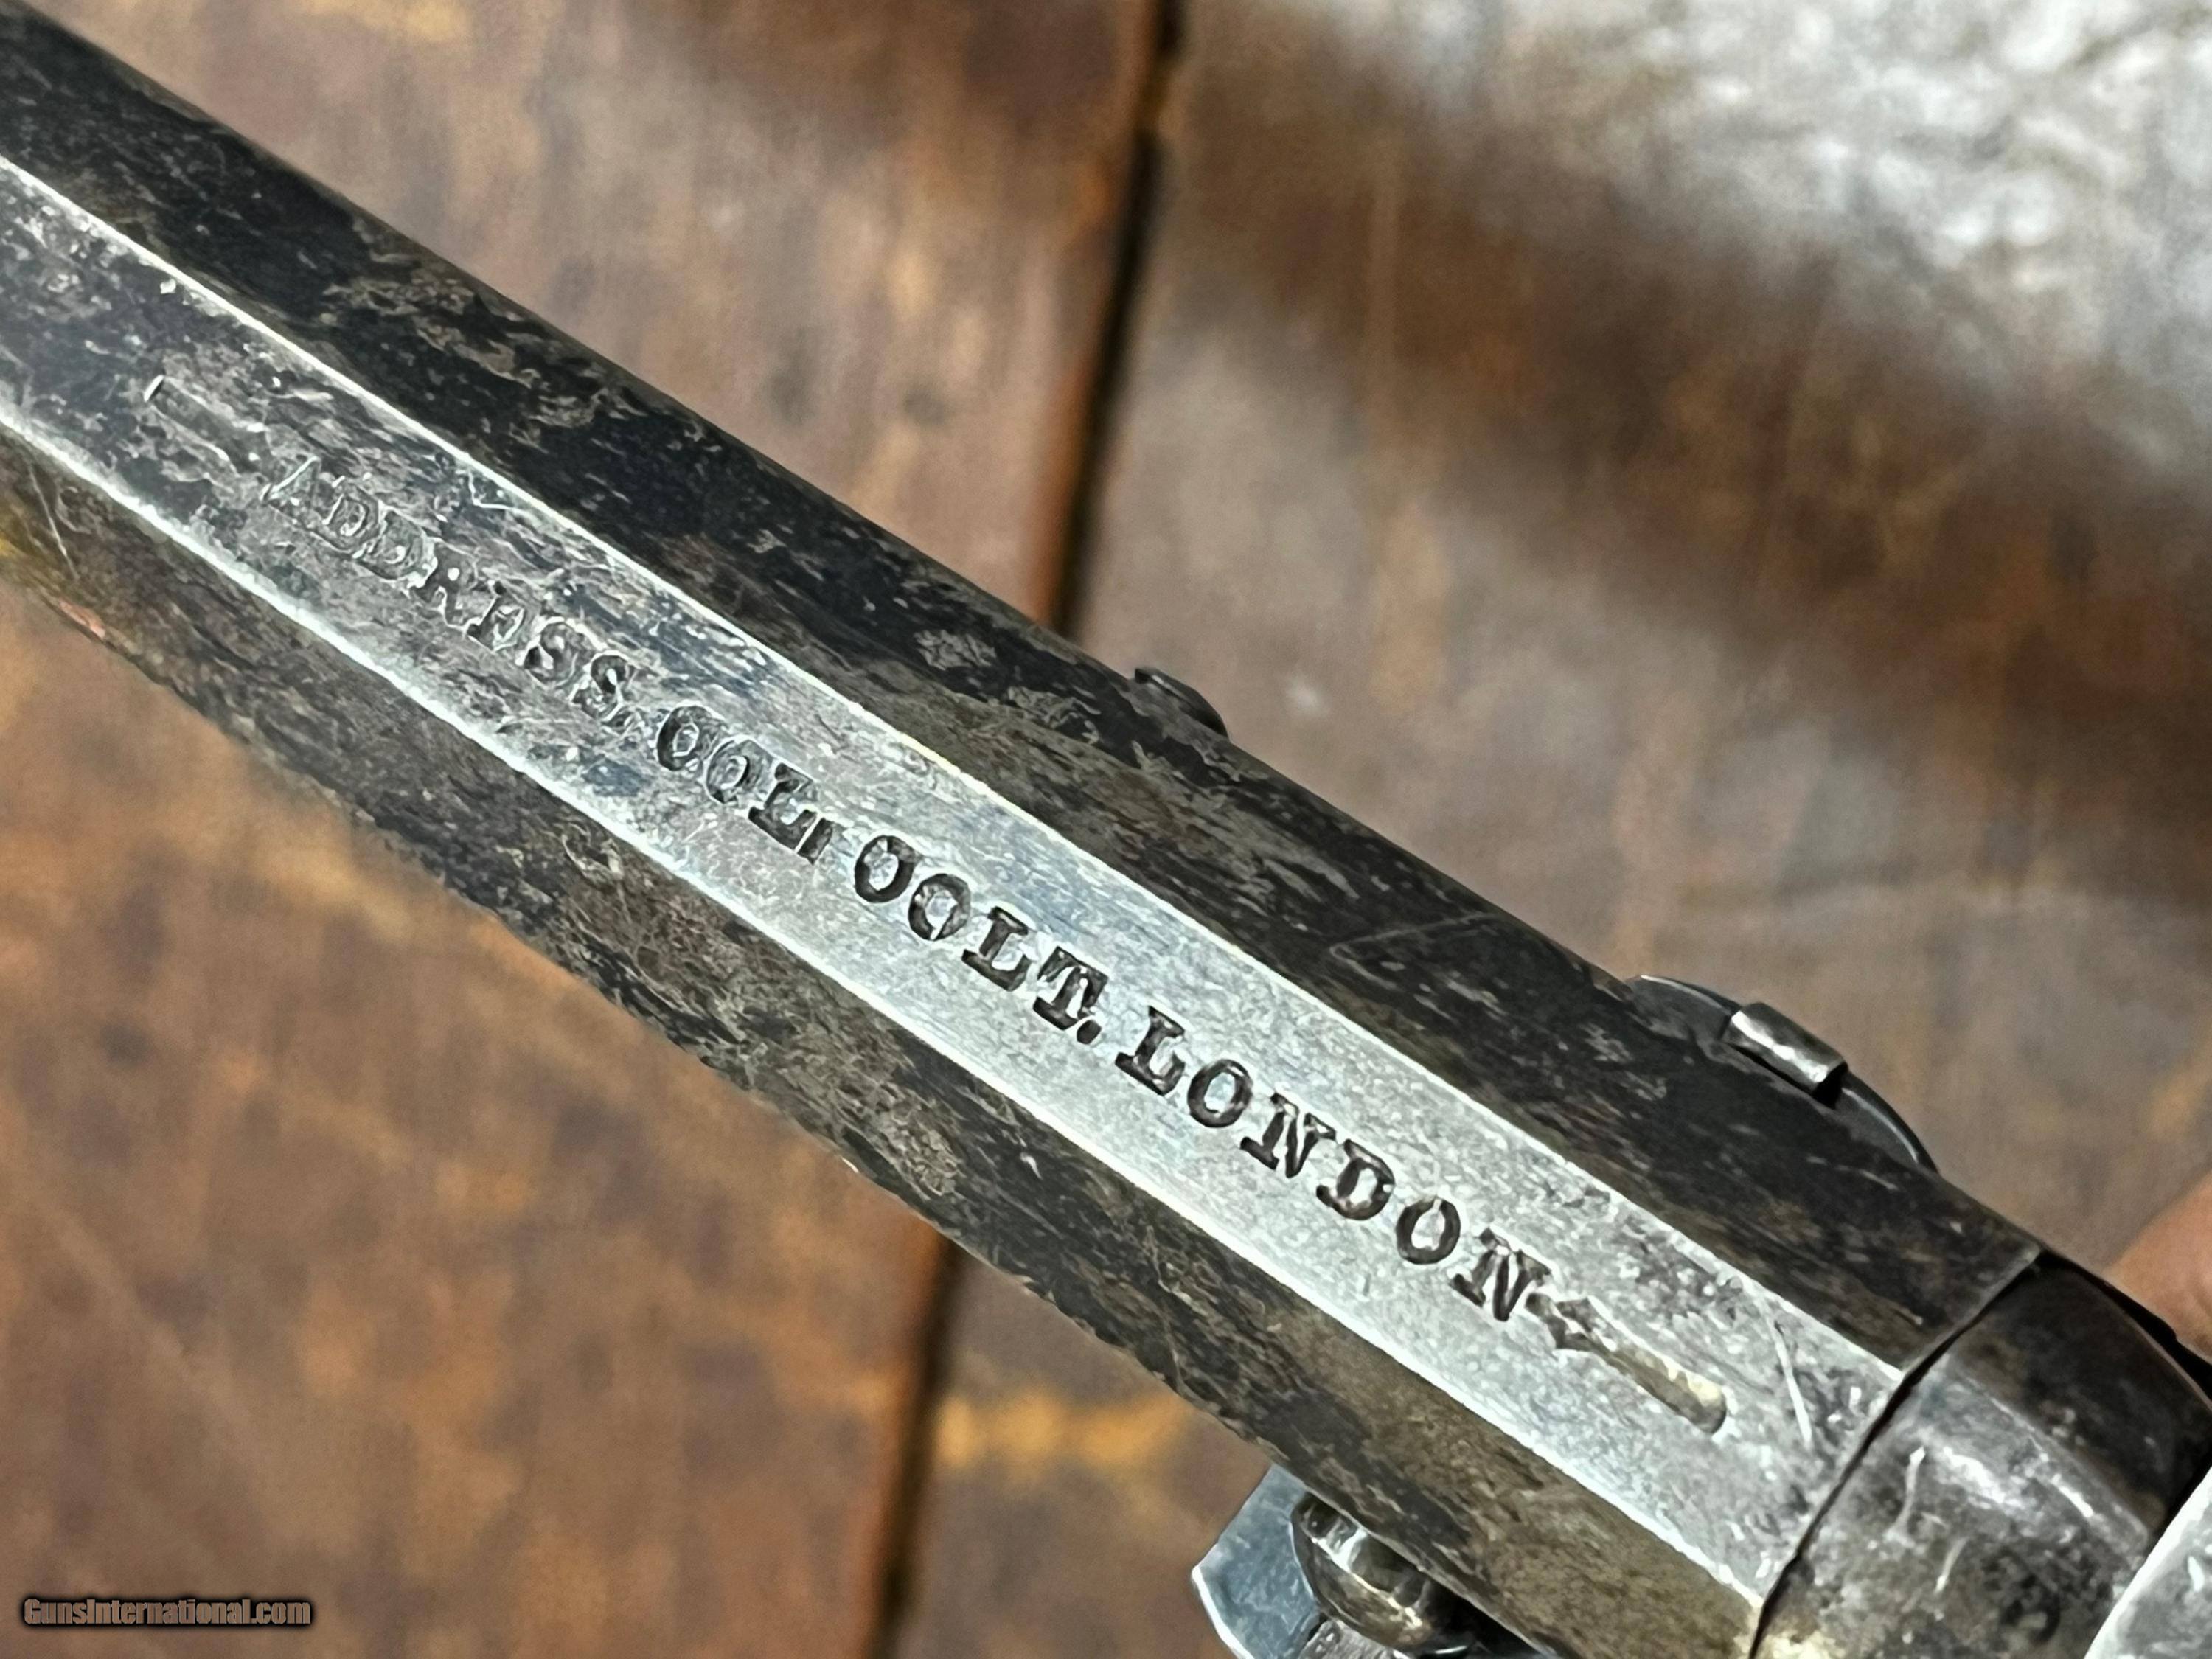 ADDRESS. COL. COLT. LONDON
GunsInternational.com